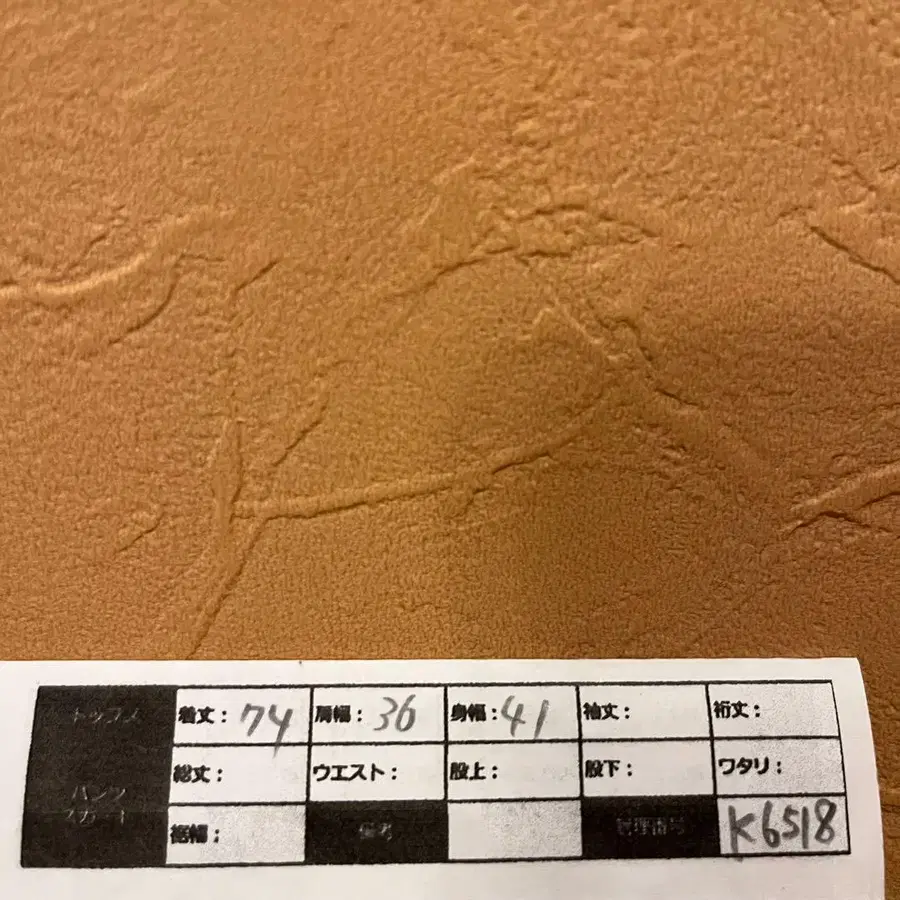 トップス 着丈：74 肩幅：36 身幅：41 袖丈： 裄丈：
総丈： ウエスト： 股上： 股下： ワタリ：
パンツ
スカート
裾幅： 備考 管理番号 K6518